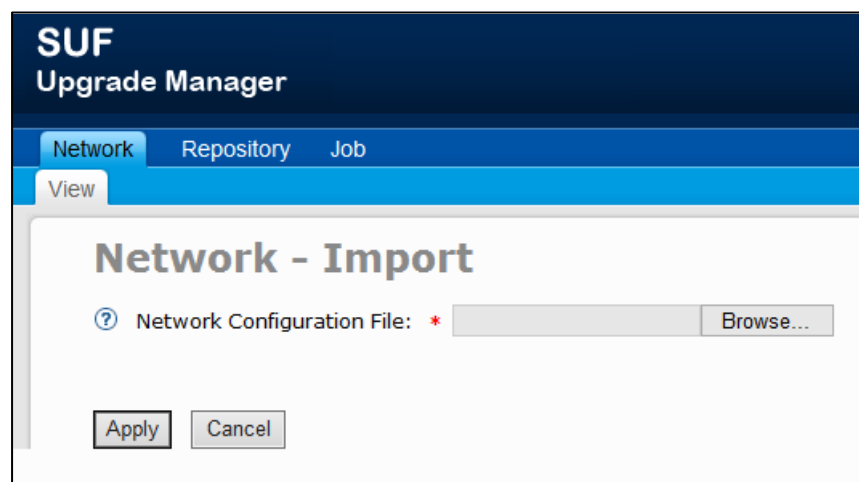 SUF
Upgrade Manager
Network Repository Job
View
Network - Import
? Network Configuration File: * Browse...
Apply Cancel